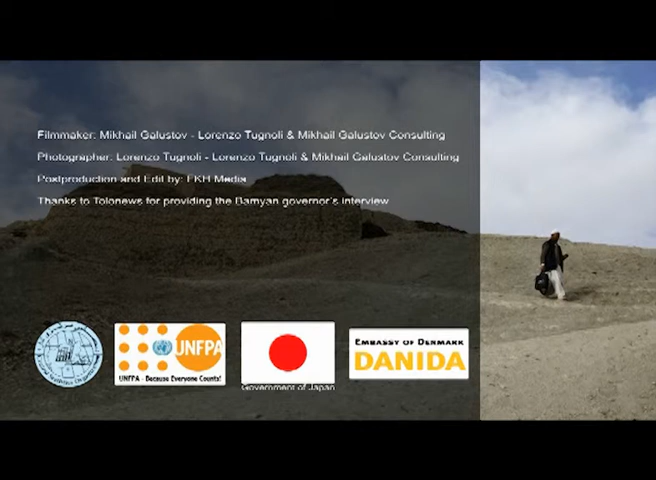 Filmmaker: Mikhail Galustov - Lorenzo Tugnoli & Mikhail Galustov Consulting
Photographer: Lorenzo Tugnoli - Lorenzo Tugnoli & Mikhail Galustov Consulting
Postproduction and Edit by: FKH Media
Thanks to Tolonews for providing the Bamyan governor's interview
UNFPA
UNFPA - Because Everyone Counts!
Government of Japan
EMBASSY OF DENMARK
DANIDA